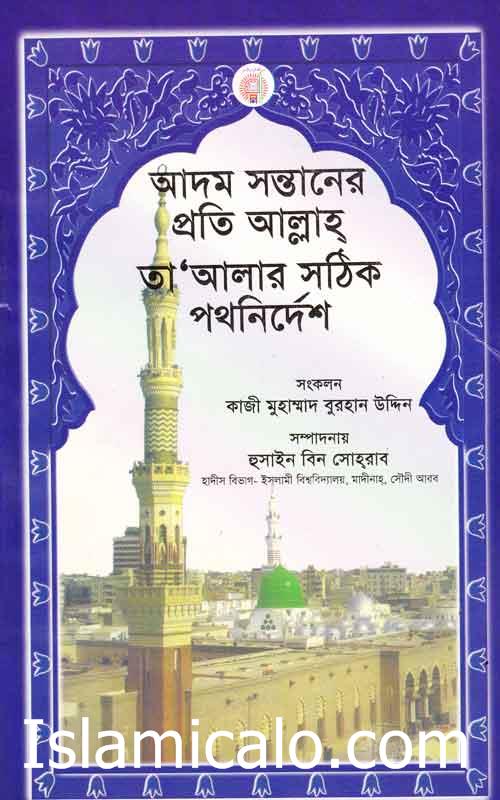 আদম সন্তানের
প্রতি আল্লাহ্
তা‘আলার সঠিক
পথনির্দেশ
সংকলন
কাজী মুহাম্মাদ বুরহান উদ্দিন
সম্পাদনায়
হুসাইন বিন সোহ্‌রাব
হাদীস বিভাগ- ইসলামী বিশ্ববিদ্যালয়, মাদীনাহ্, সৌদী আরব
Islamicalo.com